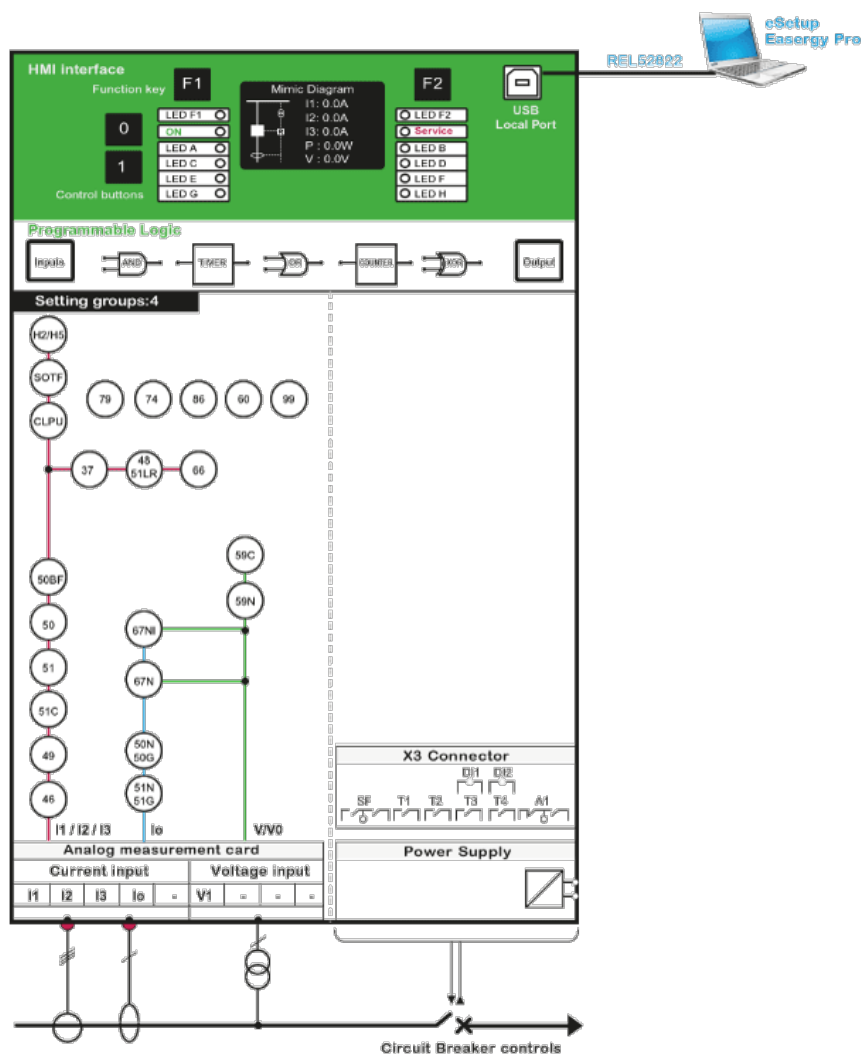 eSetup
Easergy Pro
REL52822
HMI Interface
Function key
F1
F2
Mimic Diagram
I1: 0.0A
I2: 0.0A
I3: 0.0A
P : 0.0W
V : 0.0V
USB
Local Port
0
1
Control buttons
LED F1
ON
LED A
LED C
LED E
LED G
LED F2
Service
LED B
LED D
LED F
LED H
Programmable Logic
Inputs
AND
TIMER
OR
COUNTER
XOR
Output
Setting groups:4
H2/H5
SOTF
CLPU
79
74
86
60
99
37
48
51LR
66
59C
50BF
59N
50
67NI
51
67N
51C
49
50N
50G
46
51N
51G
I1 / I2 / I3
Io
V/V0
X3 Connector
DI1 DI2
SF T1 T2 T3 T4 A1
Analog measurement card
Current input
Voltage input
I1 I2 I3 Io - V1 - - -
Power Supply
Circuit Breaker controls